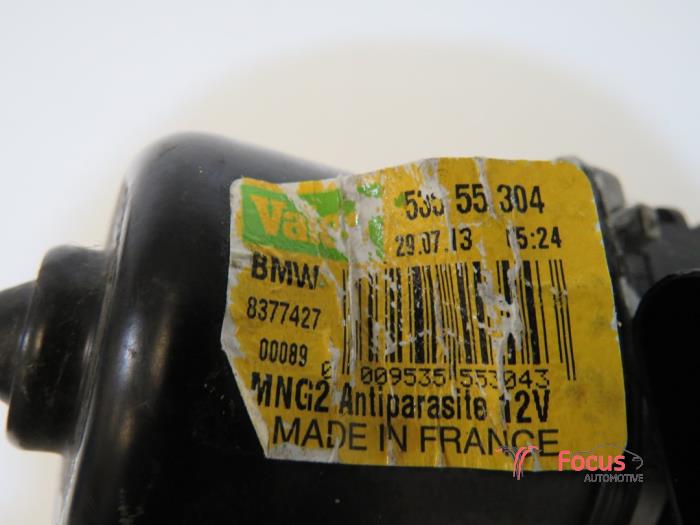 55 304
29.07.13 15:24
BMW
8377427
00089
009535 553043
MNG2 Antiparasite 12V
MADE IN FRANCE
Focus
AUTOMOTIVE